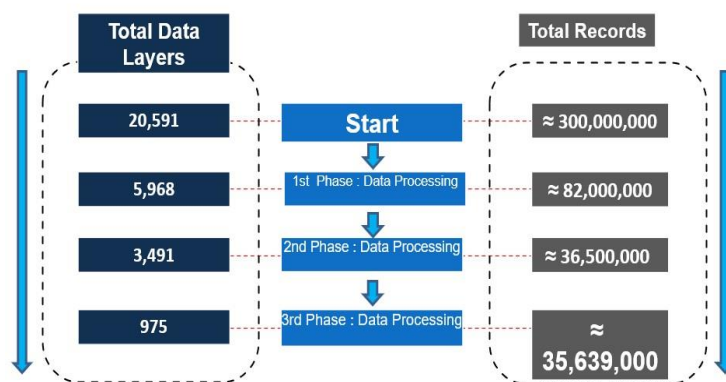 Total Data
Layers
Total Records
20,591
Start
≈ 300,000,000
5,968
1st Phase : Data Processing
≈ 82,000,000
3,491
2nd Phase : Data Processing
≈ 36,500,000
975
3rd Phase : Data Processing
≈
35,639,000